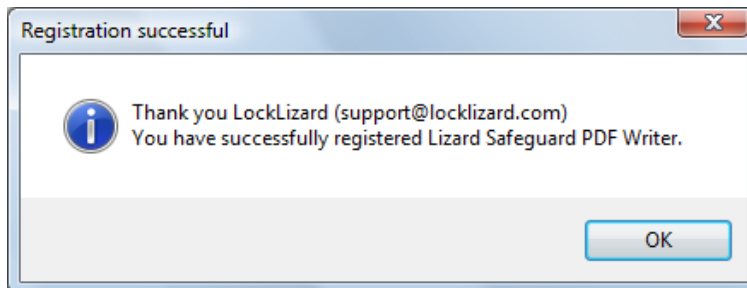 Registration successful
Thank you LockLizard (support@locklizard.com)
You have successfully registered Lizard Safeguard PDF Writer.
OK